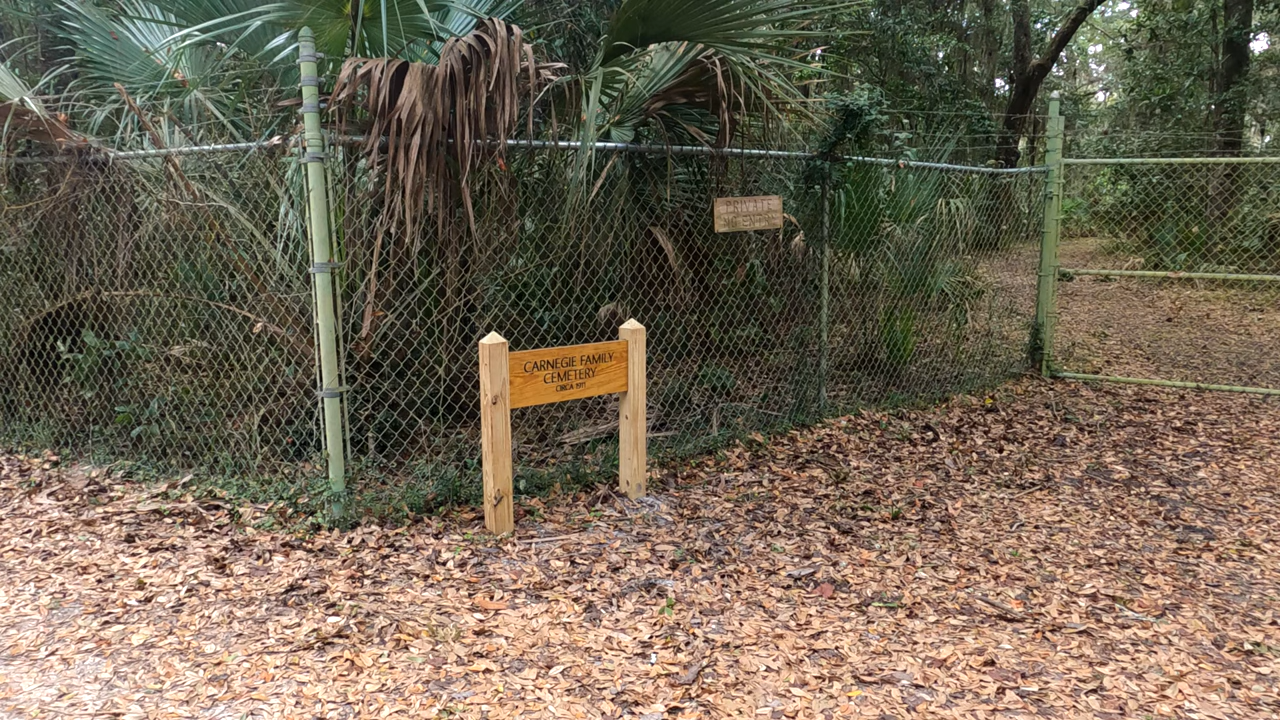 PRIVATE
NO ENTRY
CARNEGIE FAMILY
CEMETERY
CIRCA 1911